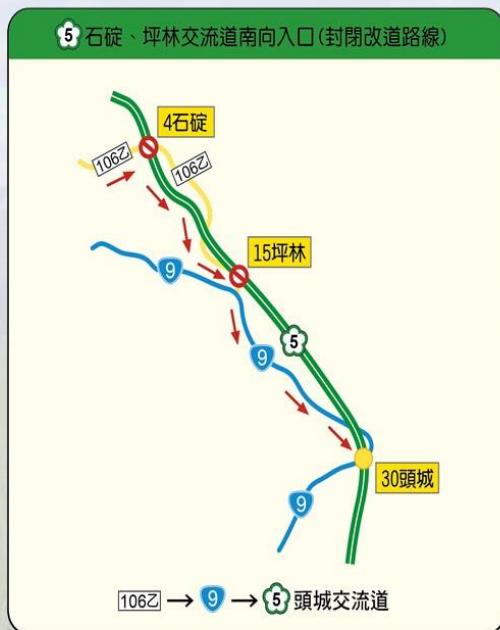 5 石碇、坪林交流道南向入口(封閉改道路線)
4石碇
106乙
106乙
15坪林
9
5
9
30頭城
9
106乙 → 9 → 5 頭城交流道